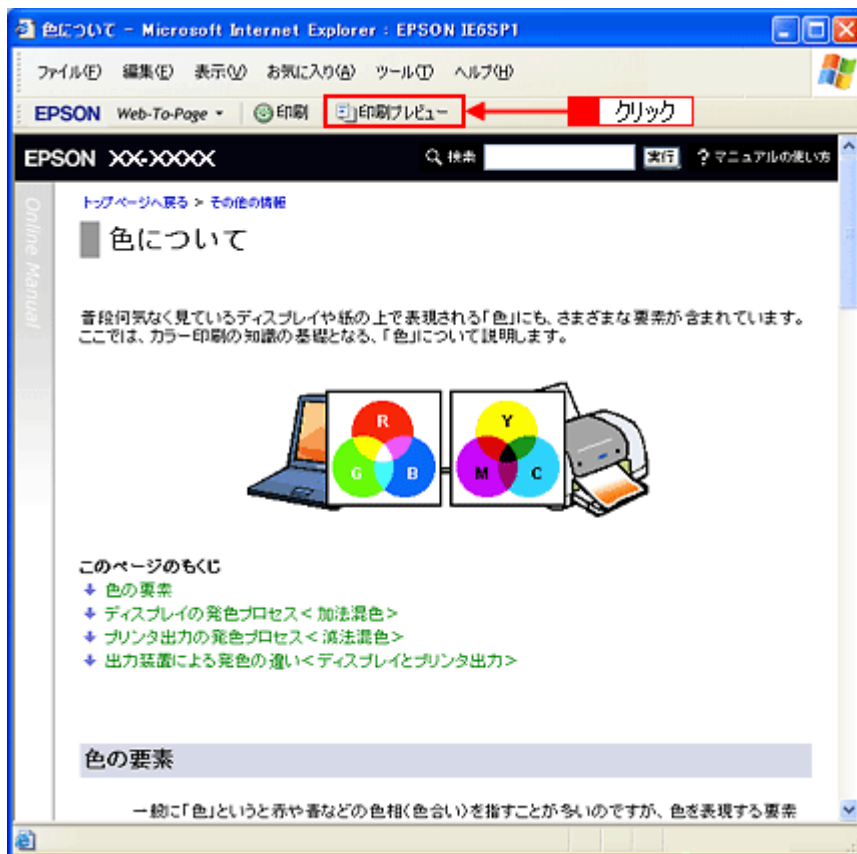 色について - Microsoft Internet Explorer : EPSON IE6SP1
ファイル(F) 編集(E) 表示(V) お気に入り(A) ツール(T) ヘルプ(H)
EPSON Web-To-Page 印刷 印刷プレビュー クリック
EPSON XX-XXXX 検索 実行 ? マニュアルの使い方
Online Manual
トップページへ戻る > その他の情報
色について
普段何気なく見ているディスプレイや紙の上で表現される「色」にも、さまざまな要素が含まれています。
ここでは、カラー印刷の知識の基礎となる、「色」について説明します。
R Y
G B M C
このページのもくじ
色の要素
ディスプレイの発色プロセス<加法混色>
プリンタ出力の発色プロセス<減法混色>
出力装置による発色の違い<ディスプレイとプリンタ出力>
色の要素
一般に「色」というと赤や青などの色相(色合い)を指すことが多いのですが、色を表現する要素